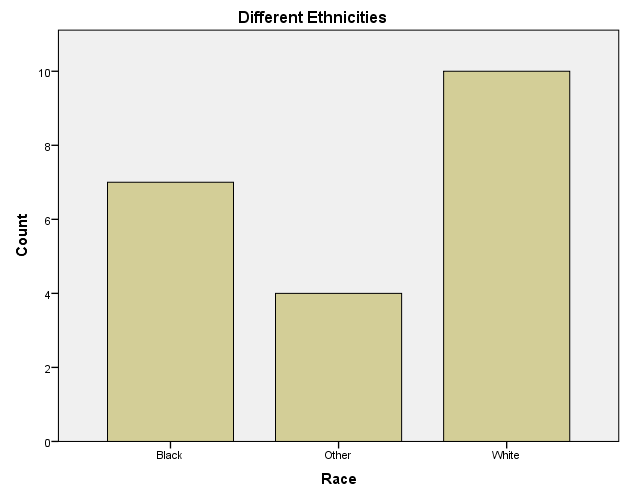 Different Ethnicities
10
8
6
4
2
0
Count
Black Other White
Race